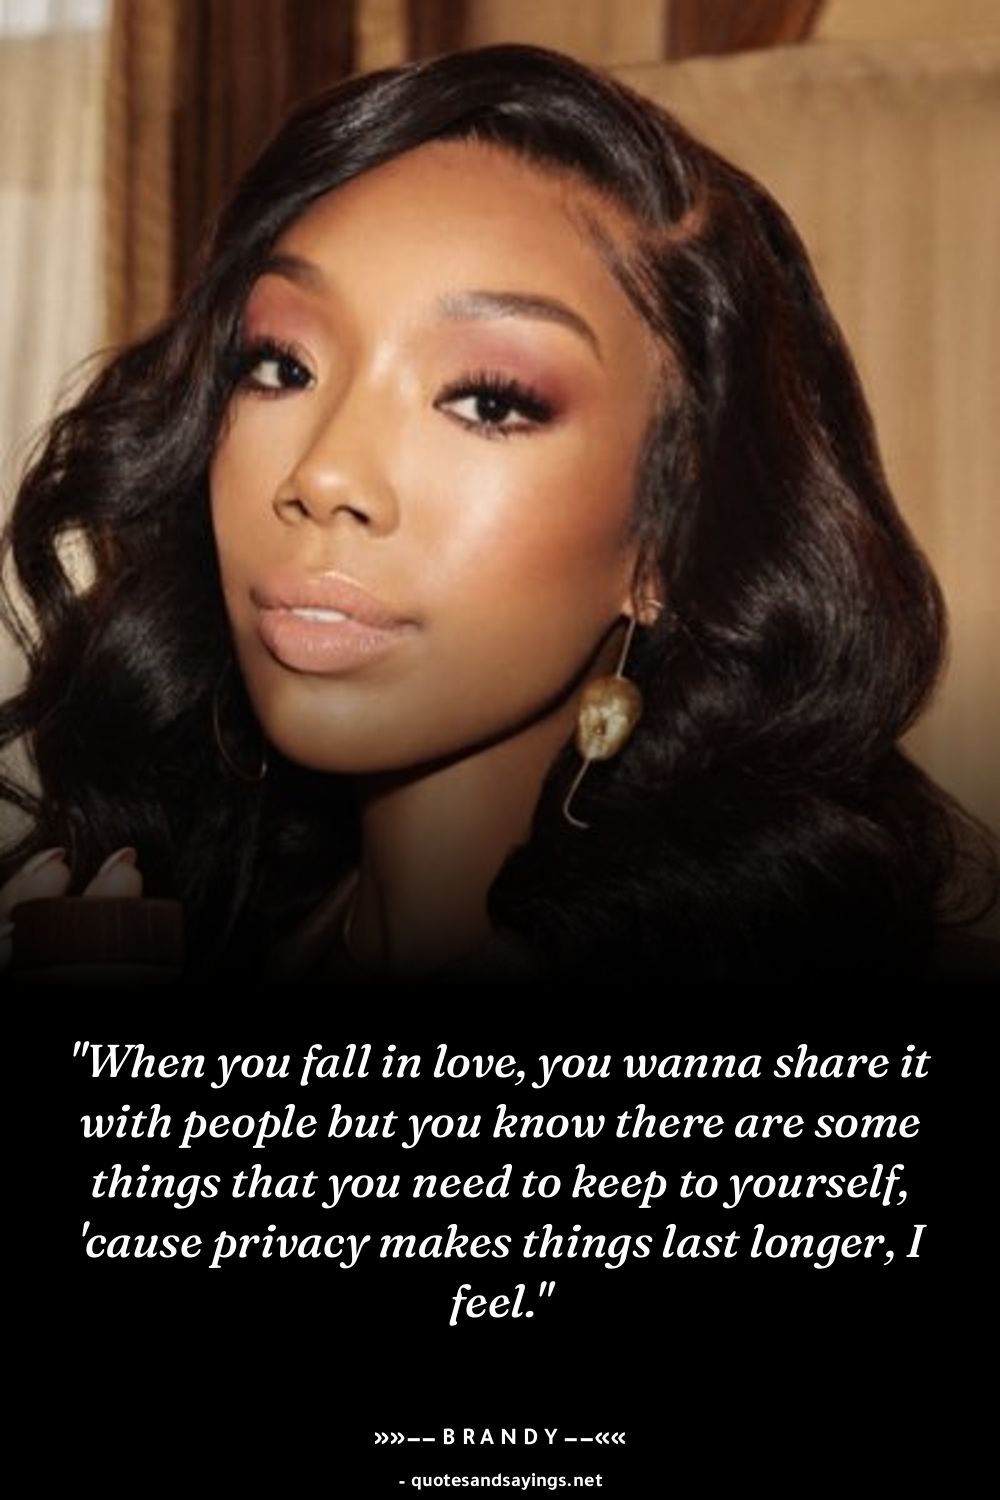 "When you fall in love, you wanna share it
with people but you know there are some
things that you need to keep to yourself,
'cause privacy makes things last longer, I
feel."
»»––BRANDY––««
- quotesandsayings.net